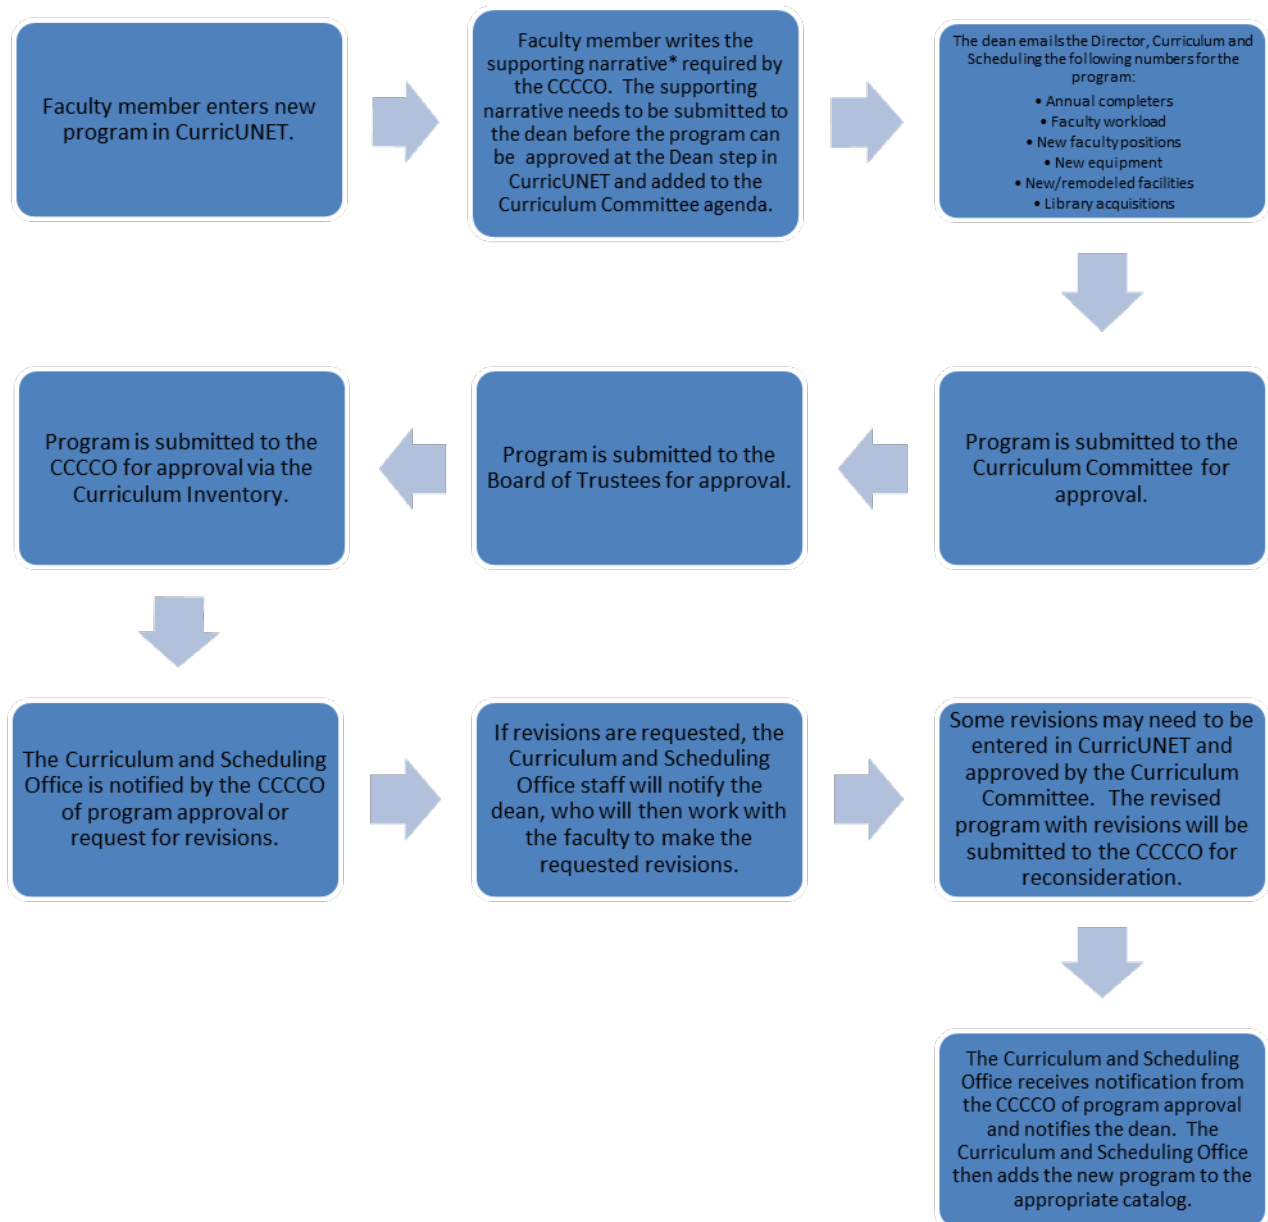 Faculty member enters new
program in CurricUNET.
Faculty member writes the
supporting narrative* required by
the CCCCO. The supporting
narrative needs to be submitted to
the dean before the program can
be approved at the Dean step in
CurricUNET and added to the
Curriculum Committee agenda.
The dean emails the Director, Curriculum and
Scheduling the following numbers for the
program:
• Annual completers
• Faculty workload
• New faculty positions
• New equipment
• New/remodeled facilities
• Library acquisitions
Program is submitted to the
Curriculum Committee for
approval.
Program is submitted to the
Board of Trustees for approval.
Program is submitted to the
CCCCO for approval via the
Curriculum Inventory.
The Curriculum and Scheduling
Office is notified by the CCCCO
of program approval or
request for revisions.
If revisions are requested, the
Curriculum and Scheduling
Office staff will notify the
dean, who will then work with
the faculty to make the
requested revisions.
Some revisions may need to be
entered in CurricUNET and
approved by the Curriculum
Committee. The revised
program with revisions will be
submitted to the CCCCO for
reconsideration.
The Curriculum and Scheduling
Office receives notification from
the CCCCO of program approval
and notifies the dean. The
Curriculum and Scheduling Office
then adds the new program to the
appropriate catalog.